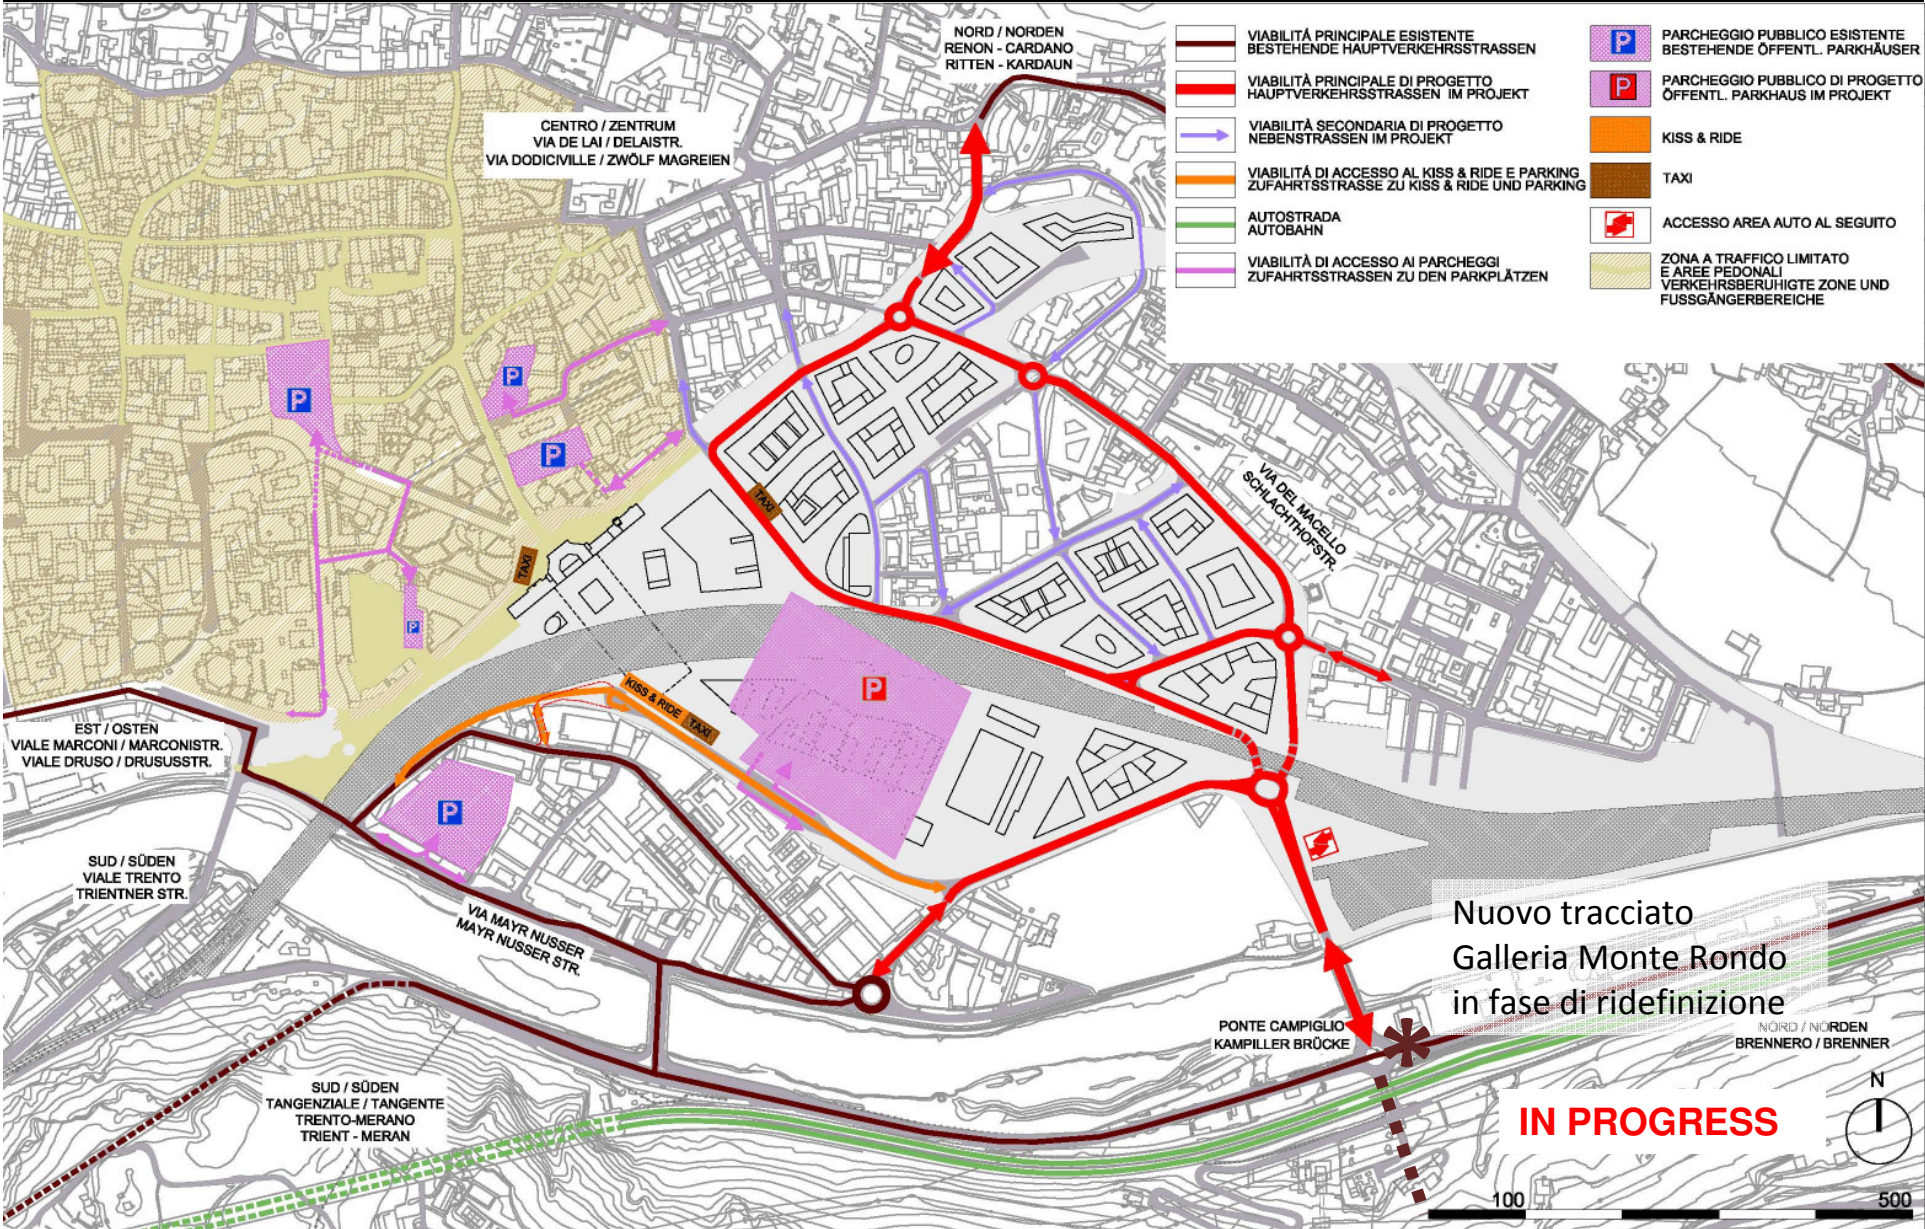 NORD / NORDEN
RENON - CARDANO
RITTEN - KARDAUN
CENTRO / ZENTRUM
VIA DE LAI / DELAISTR.
VIA DODICIVILLE / ZWÖLF MAGREIEN
VIABILITÁ PRINCIPALE ESISTENTE
BESTEHENDE HAUPTVERKEHRSSTRASSEN
VIABILITÀ PRINCIPALE DI PROGETTO
HAUPTVERKEHRSSTRASSEN IM PROJEKT
VIABILITÀ SECONDARIA DI PROGETTO
NEBENSTRASSEN IM PROJEKT
VIABILITÁ DI ACCESSO AL KISS & RIDE E PARKING
ZUFAHRTSSTRASSE ZU KISS & RIDE UND PARKING
AUTOSTRADA
AUTOBAHN
VIABILITÀ DI ACCESSO AI PARCHEGGI
ZUFAHRTSSTRASSEN ZU DEN PARKPLÄTZEN
P
PARCHEGGIO PUBBLICO ESISTENTE
BESTEHENDE ÖFFENTL. PARKHÄUSER
P
PARCHEGGIO PUBBLICO DI PROGETTO
ÖFFENTL. PARKHAUS IM PROJEKT
KISS & RIDE
TAXI
ACCESSO AREA AUTO AL SEGUITO
ZONA A TRAFFICO LIMITATO
E AREE PEDONALI
VERKEHRSBERUHIGTE ZONE UND
FUSSGÄNGERBEREICHE
P
P
P
P
TAXI
TAXI
VIA DEL MACELLO
SCHLACHTHOFSTR.
P
KISS & RIDE
TAXI
EST / OSTEN
VIALE MARCONI / MARCONISTR.
VIALE DRUSO / DRUSUSSTR.
P
SUD / SÜDEN
VIALE TRENTO
TRIENTNER STR.
VIA MAYR NUSSER
MAYR NUSSER STR.
Nuovo tracciato
Galleria Monte Rondo
in fase di ridefinizione
PONTE CAMPIGLIO
KAMPILLER BRÜCKE
NORD / NORDEN
BRENNERO / BRENNER
SUD / SÜDEN
TANGENZIALE / TANGENTE
TRENTO-MERANO
TRIENT - MERAN
IN PROGRESS
N
100
500